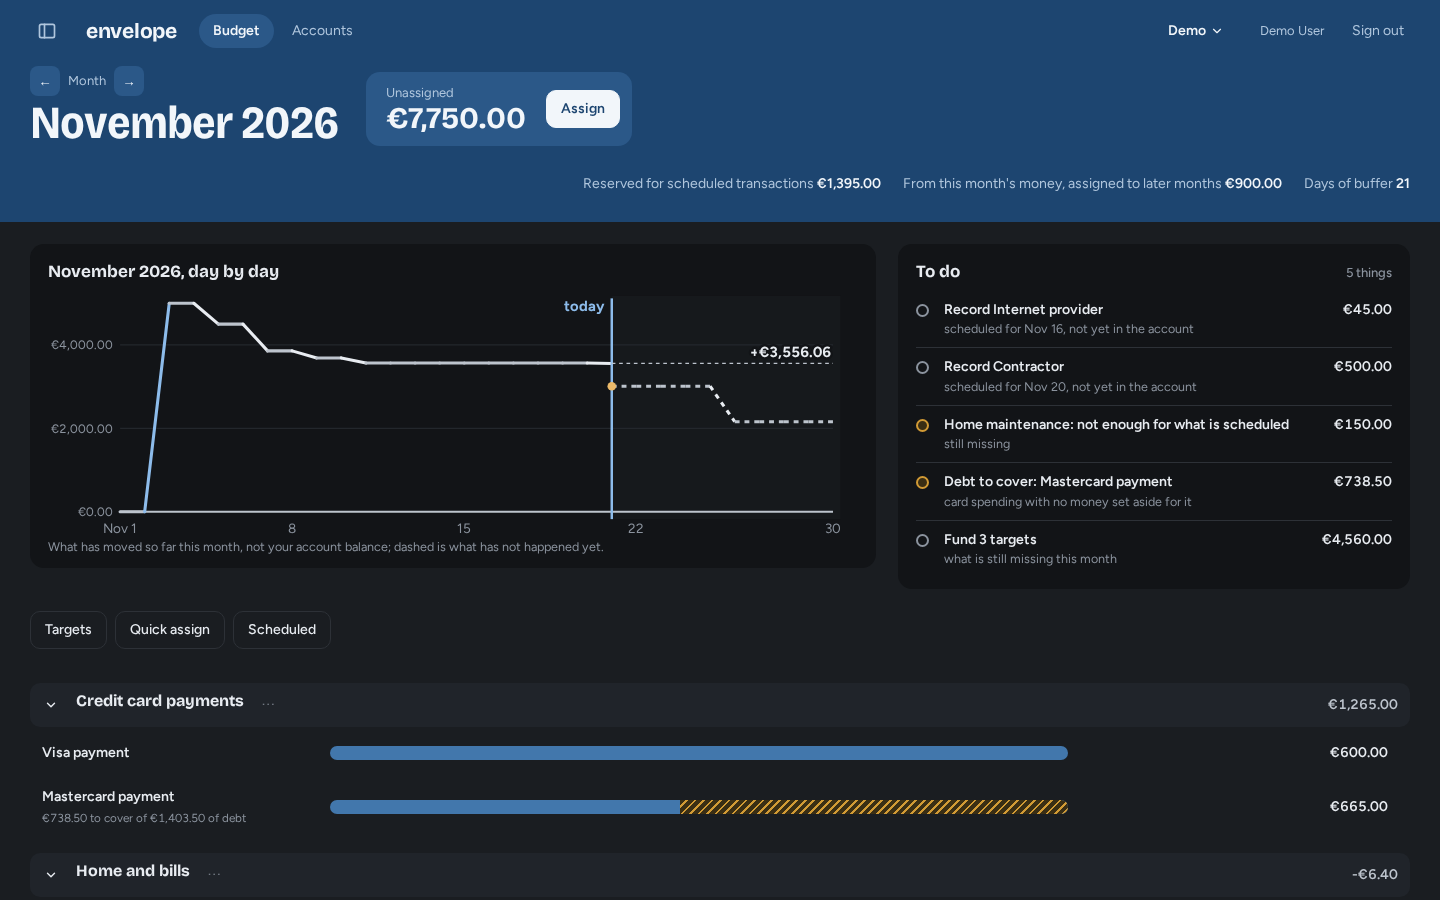 envelope
Budget
Accounts
Demo
Demo User
Sign out
← Month →
November 2026
Unassigned
€7,750.00
Assign
Reserved for scheduled transactions €1,395.00
From this month's money, assigned to later months €900.00
Days of buffer 21
November 2026, day by day
today
€4,000.00
+€3,556.06
€2,000.00
€0.00
Nov 1
8
15
22
30
What has moved so far this month, not your account balance; dashed is what has not happened yet.
To do
5 things
Record Internet provider
€45.00
scheduled for Nov 16, not yet in the account
Record Contractor
€500.00
scheduled for Nov 20, not yet in the account
Home maintenance: not enough for what is scheduled
€150.00
still missing
Debt to cover: Mastercard payment
€738.50
card spending with no money set aside for it
Fund 3 targets
€4,560.00
what is still missing this month
Targets
Quick assign
Scheduled
Credit card payments ...
€1,265.00
Visa payment
€600.00
Mastercard payment
€738.50 to cover of €1,403.50 of debt
€665.00
Home and bills ...
-€6.40